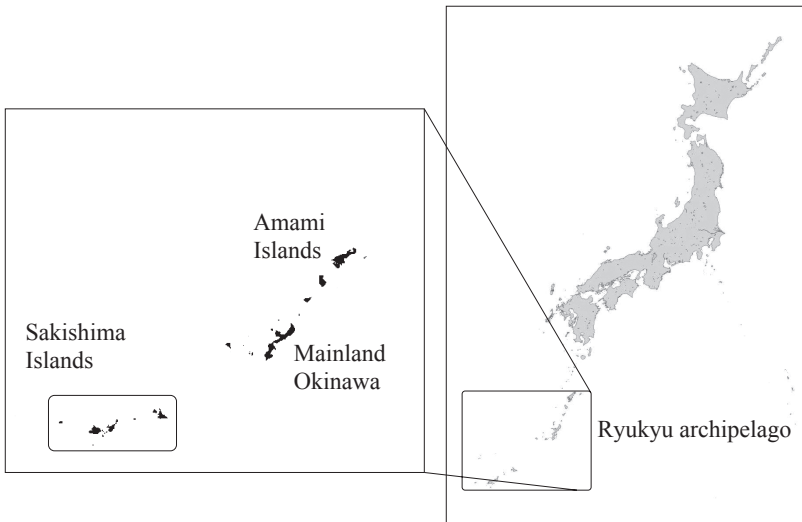 Amami
Islands
Sakishima
Islands
Mainland
Okinawa
Ryukyu archipelago